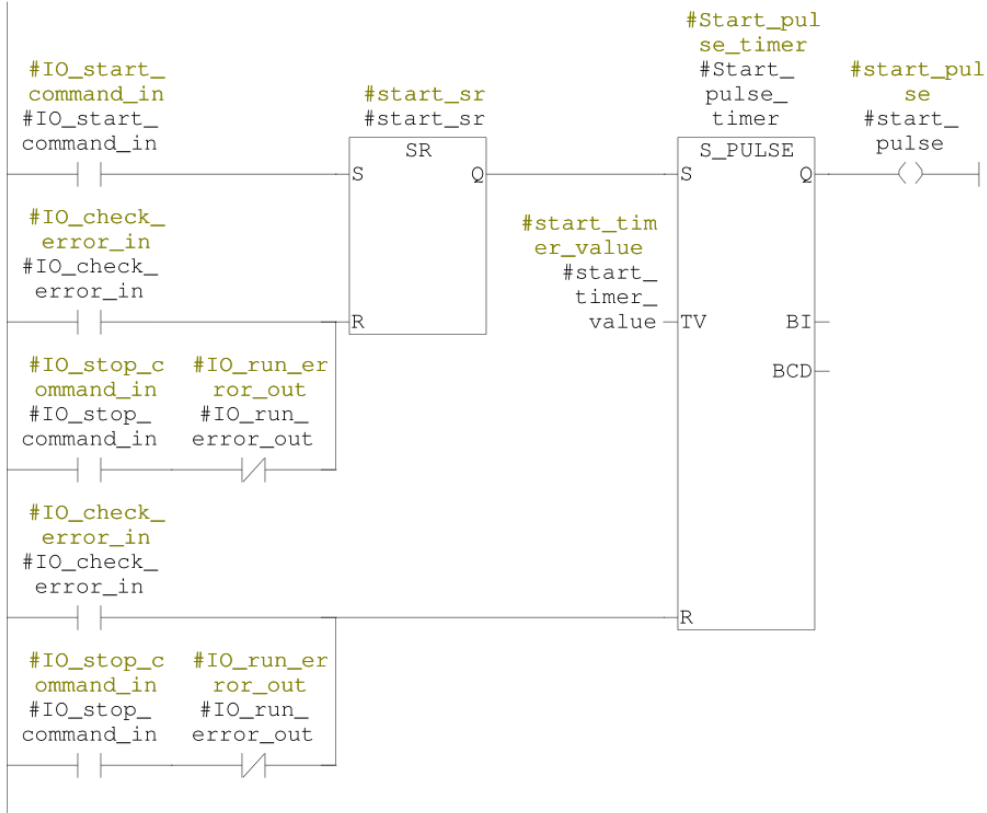 #Start_pul
se_timer
#Start_
pulse_
timer
#start_pul
se
#start_
pulse
#IO_start_
command_in
#IO_start_
command_in
#start_sr
#start_sr
SR
S_PULSE
S
Q
S
Q
#IO_check_
error_in
#IO_check_
error_in
R
#start_tim
er_value
#start_
timer_
value
TV
BI
BCD
#IO_stop_c
ommand_in
#IO_stop_
command_in
#IO_run_er
ror_out
#IO_run_
error_out
#IO_check_
error_in
#IO_check_
error_in
R
#IO_stop_c
ommand_in
#IO_stop_
command_in
#IO_run_er
ror_out
#IO_run_
error_out